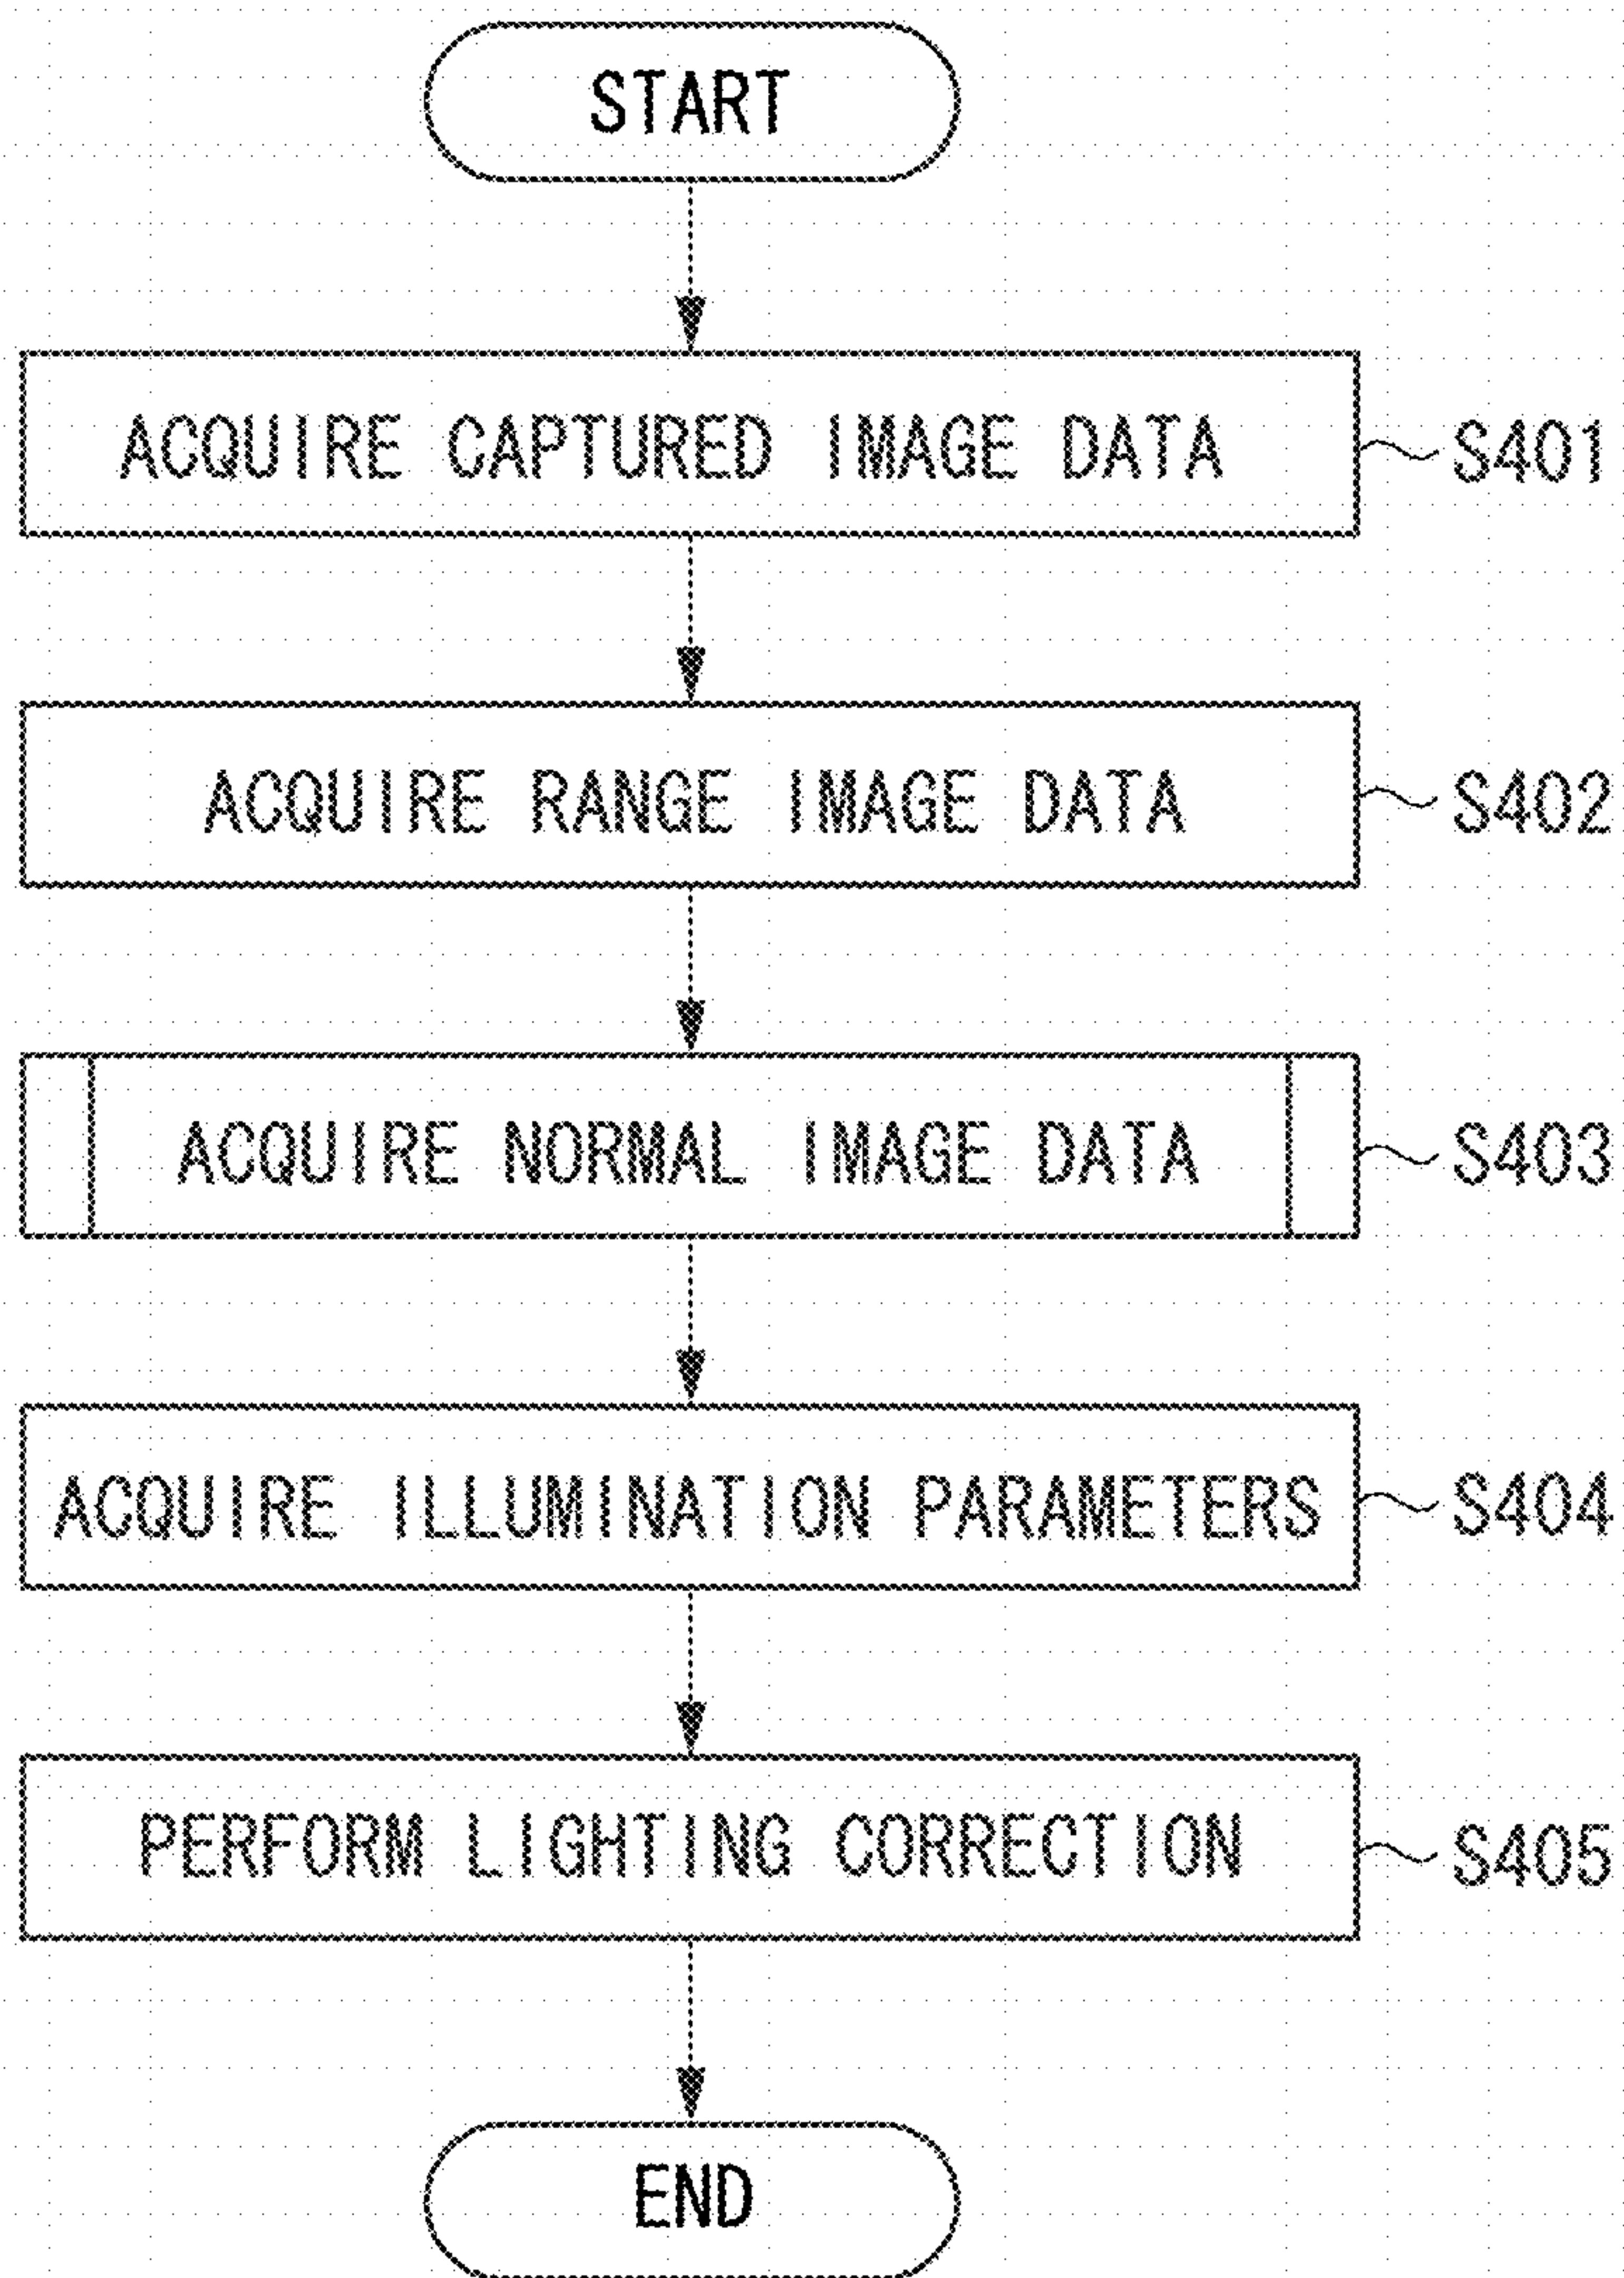 START
ACQUIRE CAPTURED IMAGE DATA
S401
ACQUIRE RANGE IMAGE DATA
S402
ACQUIRE NORMAL IMAGE DATA
S403
ACQUIRE ILLUMINATION PARAMETERS
S404
PERFORM LIGHTING CORRECTION
S405
END